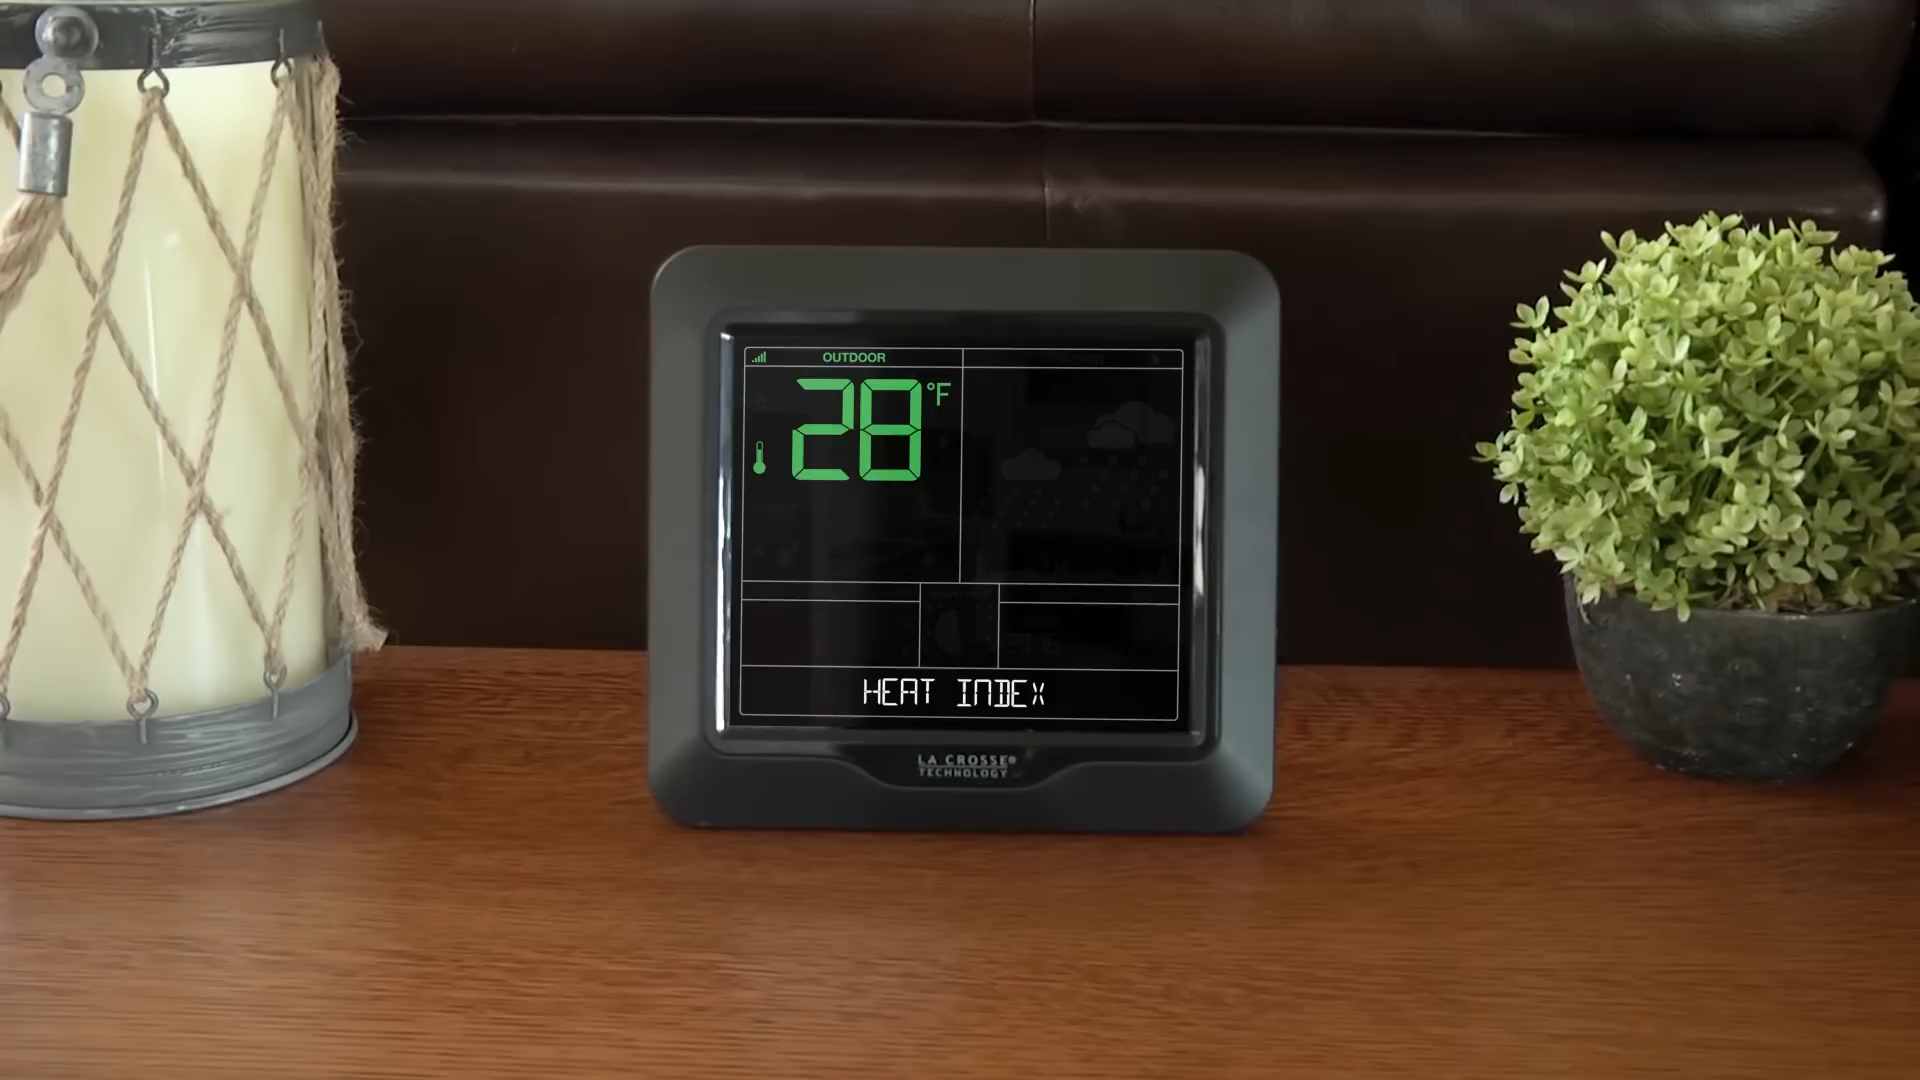 OUTDOOR
28 °F
HEAT INDEX
LA CROSSE®
TECHNOLOGY